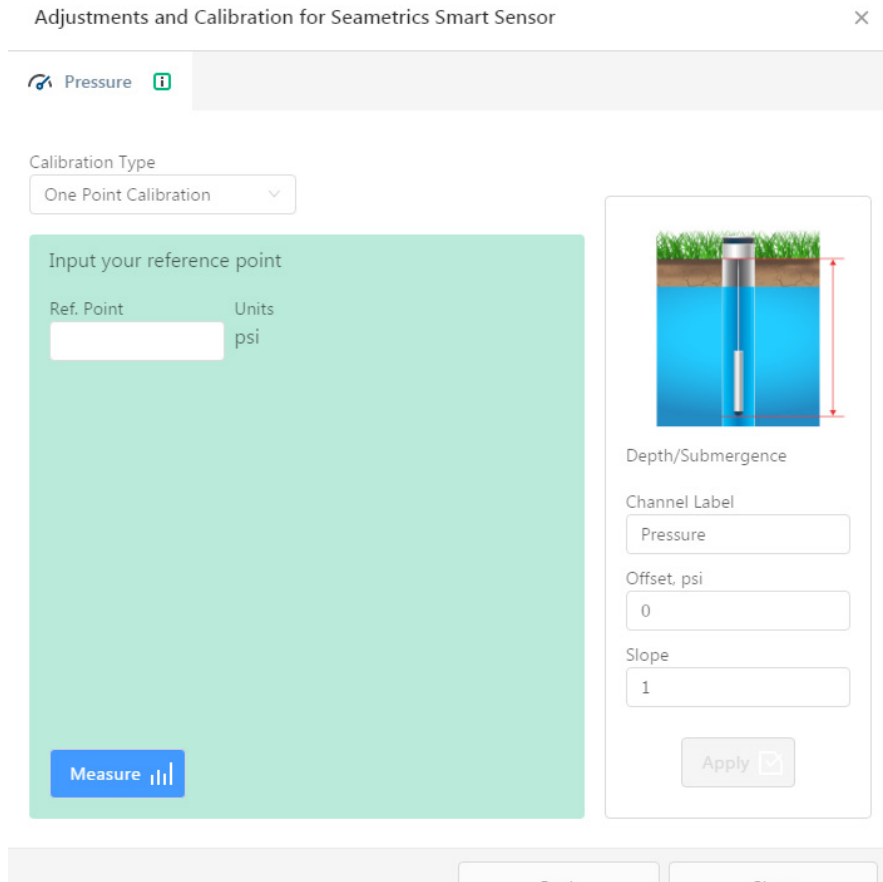 Adjustments and Calibration for Seametrics Smart Sensor
Pressure
Calibration Type
One Point Calibration
Input your reference point
Ref. Point Units
psi
Measure
Depth/Submergence
Channel Label
Pressure
Offset, psi
0
Slope
1
Apply